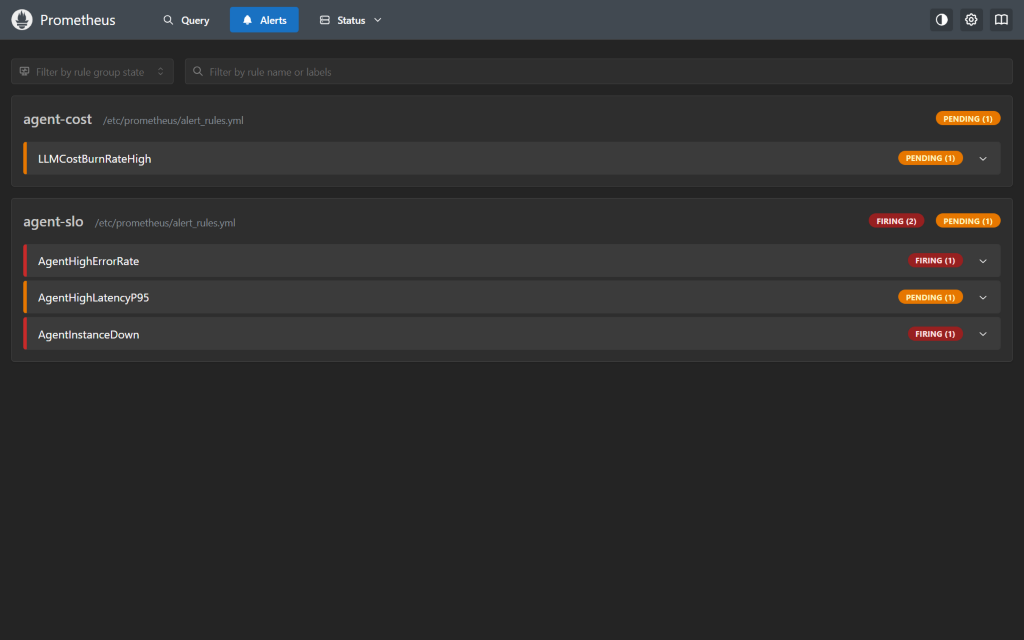 Prometheus Query Alerts Status
Filter by rule group state Filter by rule name or labels
agent-cost /etc/prometheus/alert_rules.yml PENDING (1)
LLMCostBurnRateHigh PENDING (1)
agent-slo /etc/prometheus/alert_rules.yml FIRING (2) PENDING (1)
AgentHighErrorRate FIRING (1)
AgentHighLatencyP95 PENDING (1)
AgentInstanceDown FIRING (1)